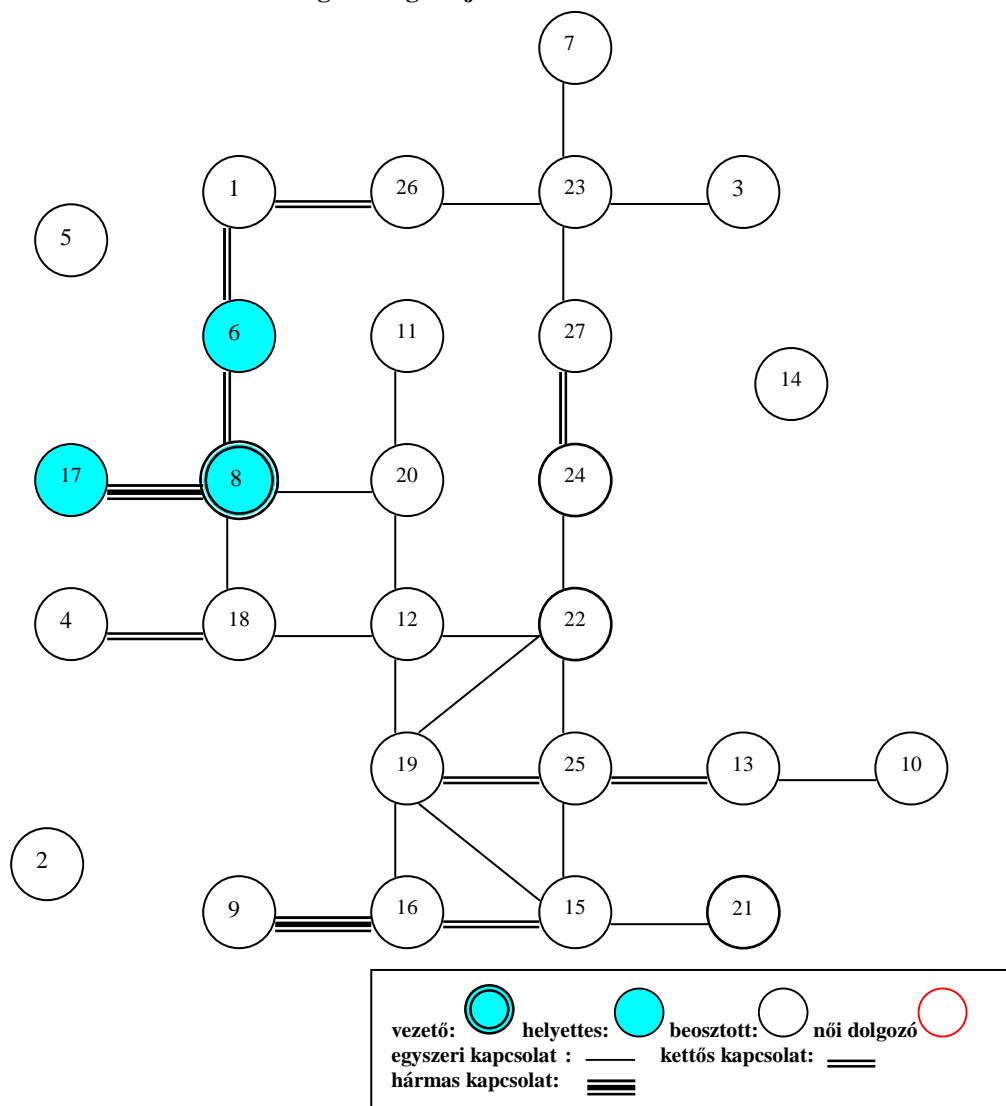 7
1 26 23 3
5
6 11 27
14
17 8 20 24
4 18 12 22
19 25 13 10
2
9 16 15 21
vezető: helyettes: beosztott: női dolgozó
egyszeri kapcsolat : kettős kapcsolat:
hármas kapcsolat: